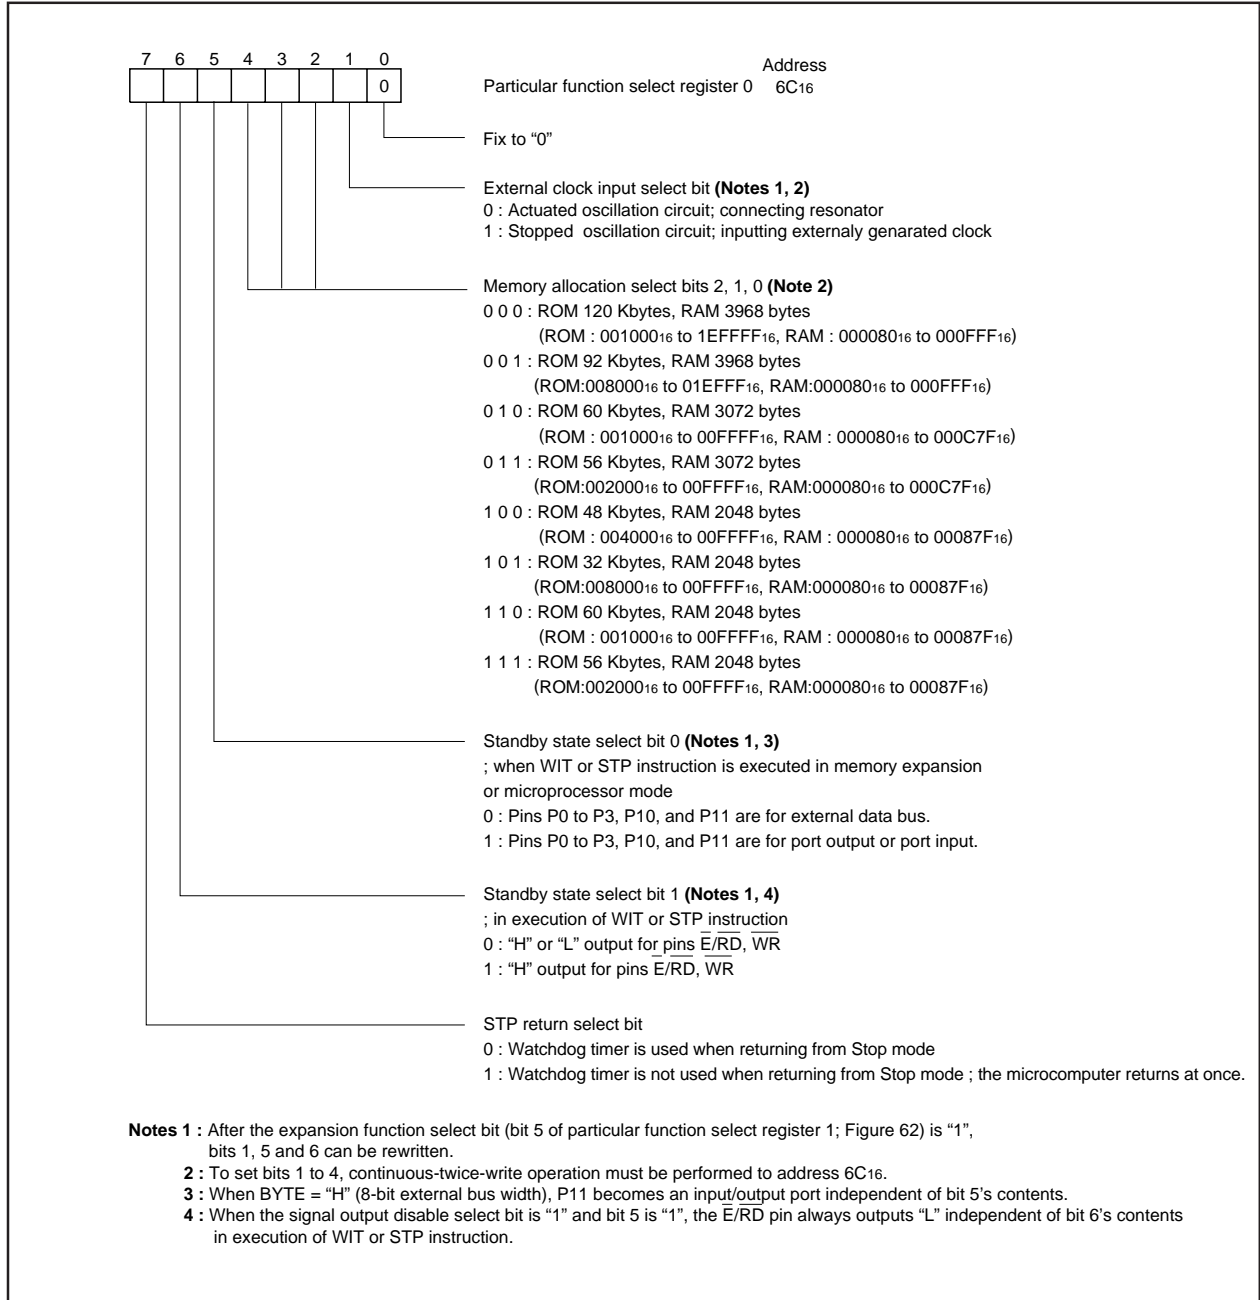 7 6 5 4 3 2 1 0
Address
0
Particular function select register 0 6C16
Fix to “0”
External clock input select bit (Notes 1, 2)
0 : Actuated oscillation circuit; connecting resonator
1 : Stopped oscillation circuit; inputting externaly genarated clock
Memory allocation select bits 2, 1, 0 (Note 2)
0 0 0 : ROM 120 Kbytes, RAM 3968 bytes
(ROM : 00100016 to 1EFFFF16, RAM : 00008016 to 000FFF16)
0 0 1 : ROM 92 Kbytes, RAM 3968 bytes
(ROM:00800016 to 01EFFF16, RAM:00008016 to 000FFF16)
0 1 0 : ROM 60 Kbytes, RAM 3072 bytes
(ROM : 00100016 to 00FFFF16, RAM : 00008016 to 000C7F16)
0 1 1 : ROM 56 Kbytes, RAM 3072 bytes
(ROM:00200016 to 00FFFF16, RAM:00008016 to 000C7F16)
1 0 0 : ROM 48 Kbytes, RAM 2048 bytes
(ROM : 00400016 to 00FFFF16, RAM : 00008016 to 00087F16)
1 0 1 : ROM 32 Kbytes, RAM 2048 bytes
(ROM:00800016 to 00FFFF16, RAM:00008016 to 00087F16)
1 1 0 : ROM 60 Kbytes, RAM 2048 bytes
(ROM : 00100016 to 00FFFF16, RAM : 00008016 to 00087F16)
1 1 1 : ROM 56 Kbytes, RAM 2048 bytes
(ROM:00200016 to 00FFFF16, RAM:00008016 to 00087F16)
Standby state select bit 0 (Notes 1, 3)
; when WIT or STP instruction is executed in memory expansion
or microprocessor mode
0 : Pins P0 to P3, P10, and P11 are for external data bus.
1 : Pins P0 to P3, P10, and P11 are for port output or port input.
Standby state select bit 1 (Notes 1, 4)
; in execution of WIT or STP instruction
0 : “H” or “L” output for pins E̅/R̅D̅, W̅R̅
1 : “H” output for pins E̅/R̅D̅, W̅R̅
STP return select bit
0 : Watchdog timer is used when returning from Stop mode
1 : Watchdog timer is not used when returning from Stop mode ; the microcomputer returns at once.
Notes 1 : After the expansion function select bit (bit 5 of particular function select register 1; Figure 62) is “1”,
bits 1, 5 and 6 can be rewritten.
2 : To set bits 1 to 4, continuous-twice-write operation must be performed to address 6C16.
3 : When BYTE = “H” (8-bit external bus width), P11 becomes an input/output port independent of bit 5’s contents.
4 : When the signal output disable select bit is “1” and bit 5 is “1”, the E̅/R̅D̅ pin always outputs “L” independent of bit 6’s contents
in execution of WIT or STP instruction.